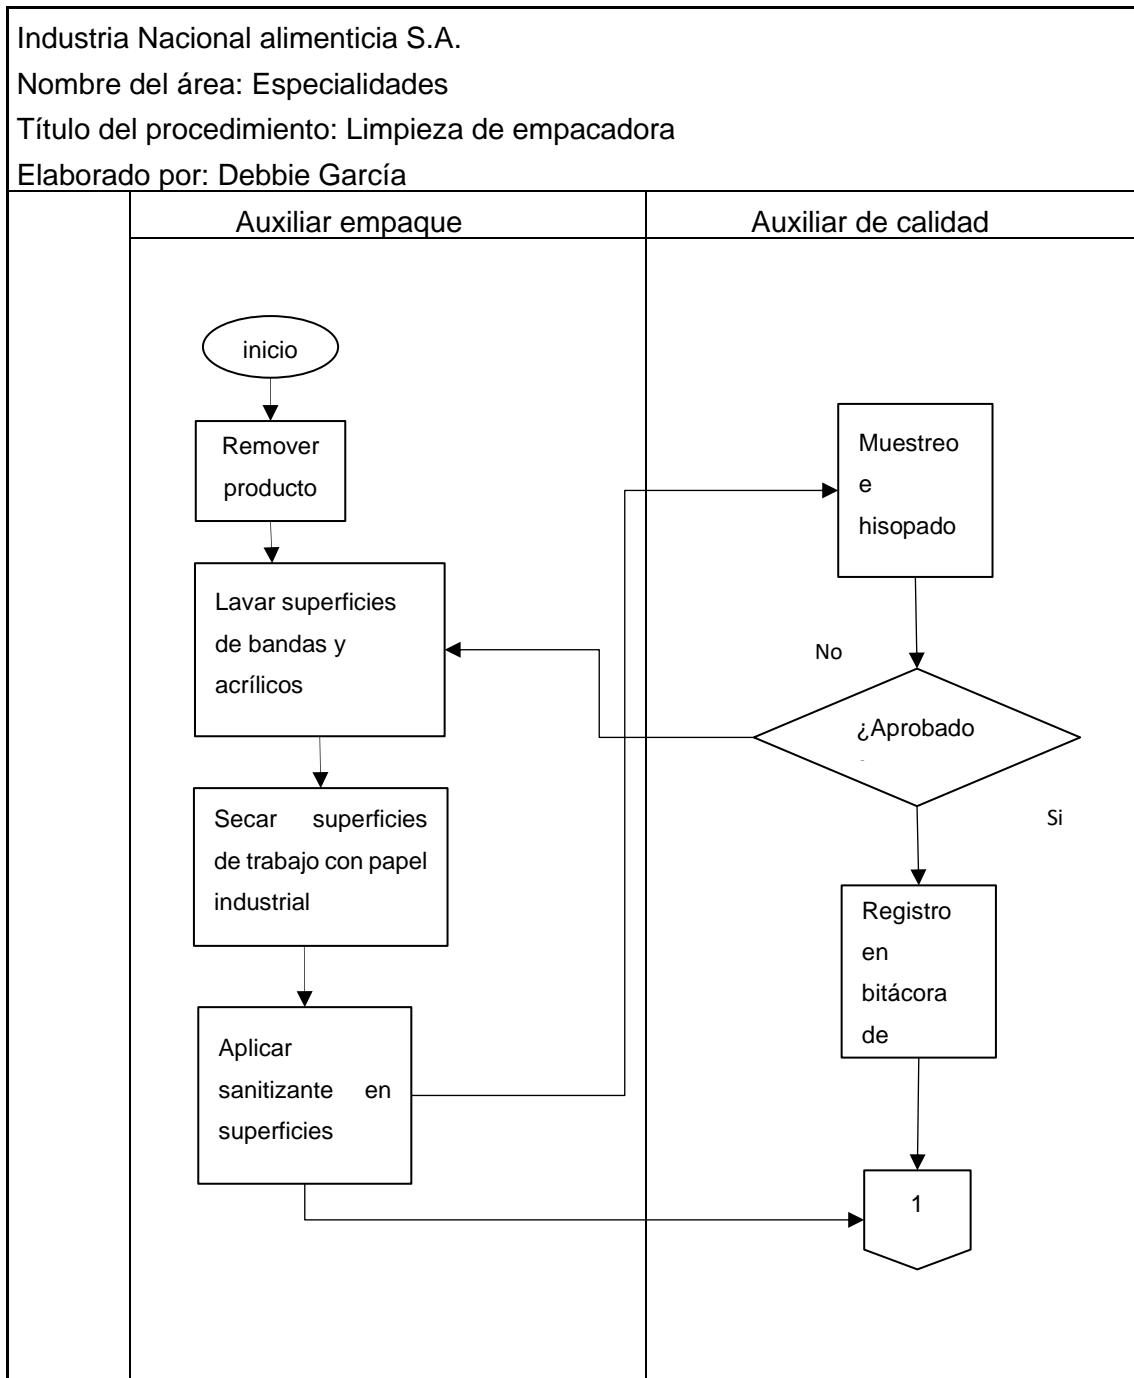 Industria Nacional alimenticia S.A.
Nombre del área: Especialidades
Título del procedimiento: Limpieza de empacadora
Elaborado por: Debbie García
Auxiliar empaque
Auxiliar de calidad
inicio
Remover
producto
Lavar superficies
de bandas y
acrílicos
Secar superficies
de trabajo con papel
industrial
Aplicar
sanitizante en
superficies
Muestreo
e
hisopado
No
¿Aprobado
Si
Registro
en
bitácora
de
1